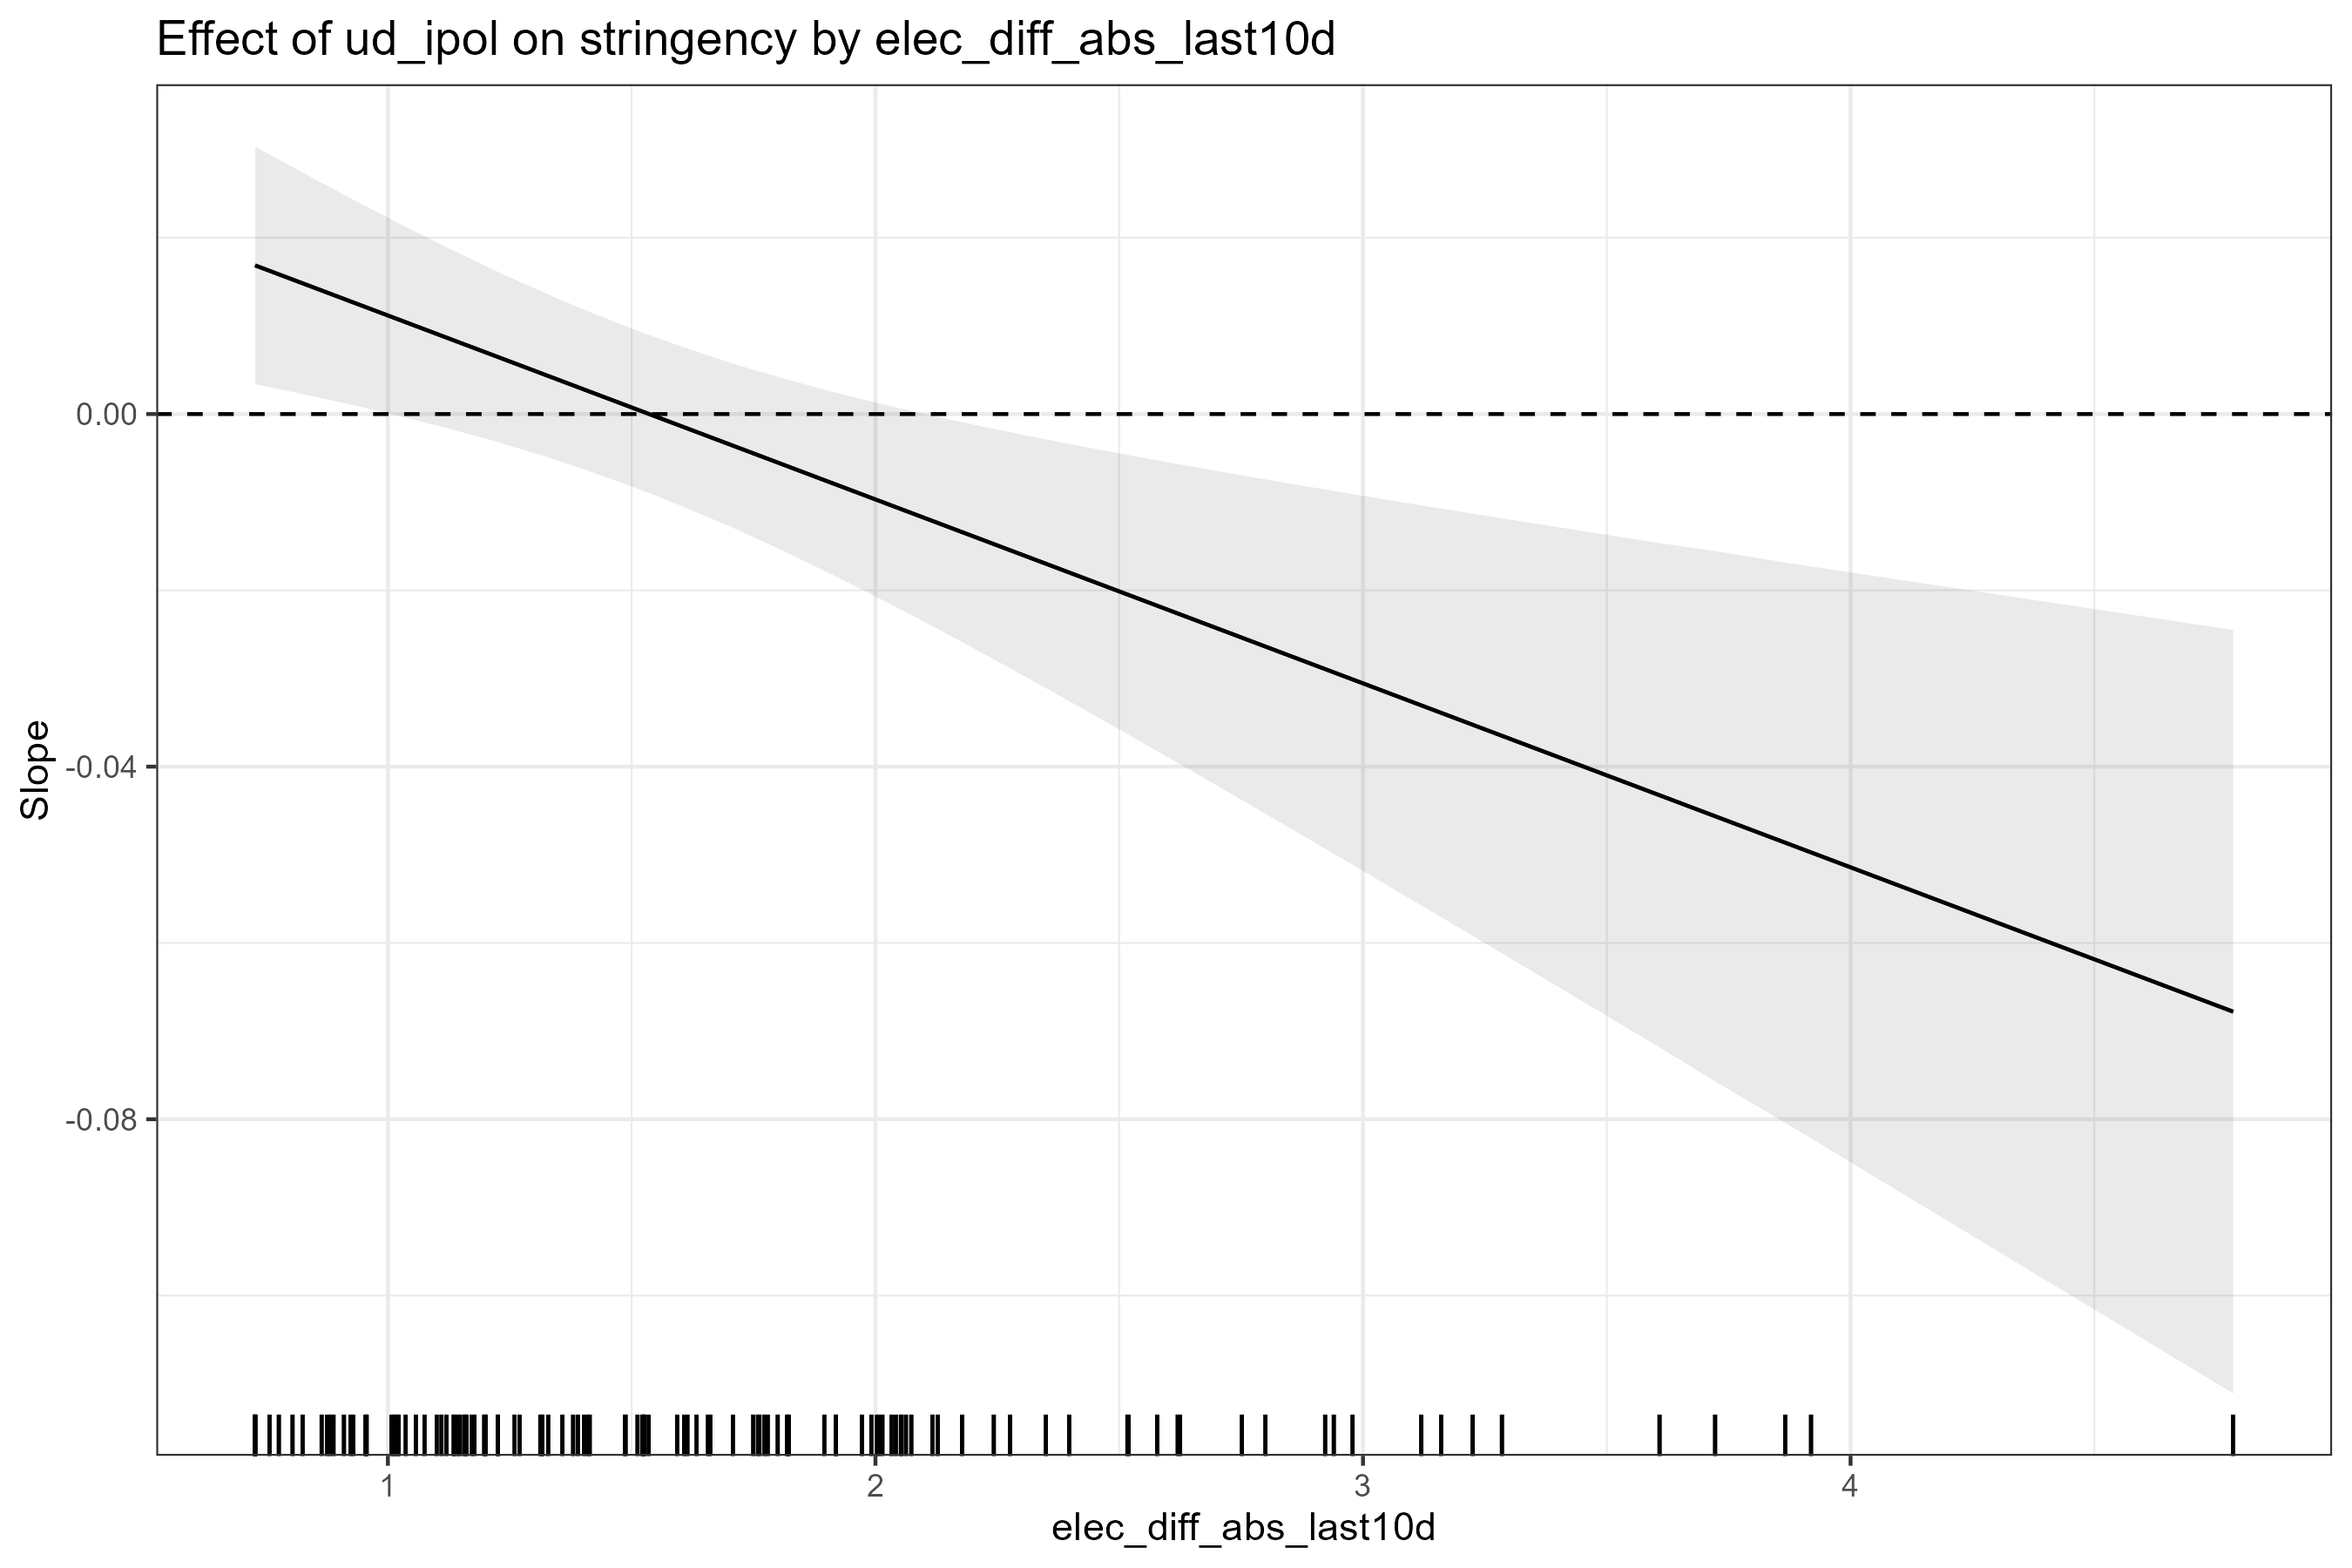 Effect of ud_ipol on stringency by elec_diff_abs_last10d
Slope
0.00
-0.04
-0.08
1 2 3 4
elec_diff_abs_last10d